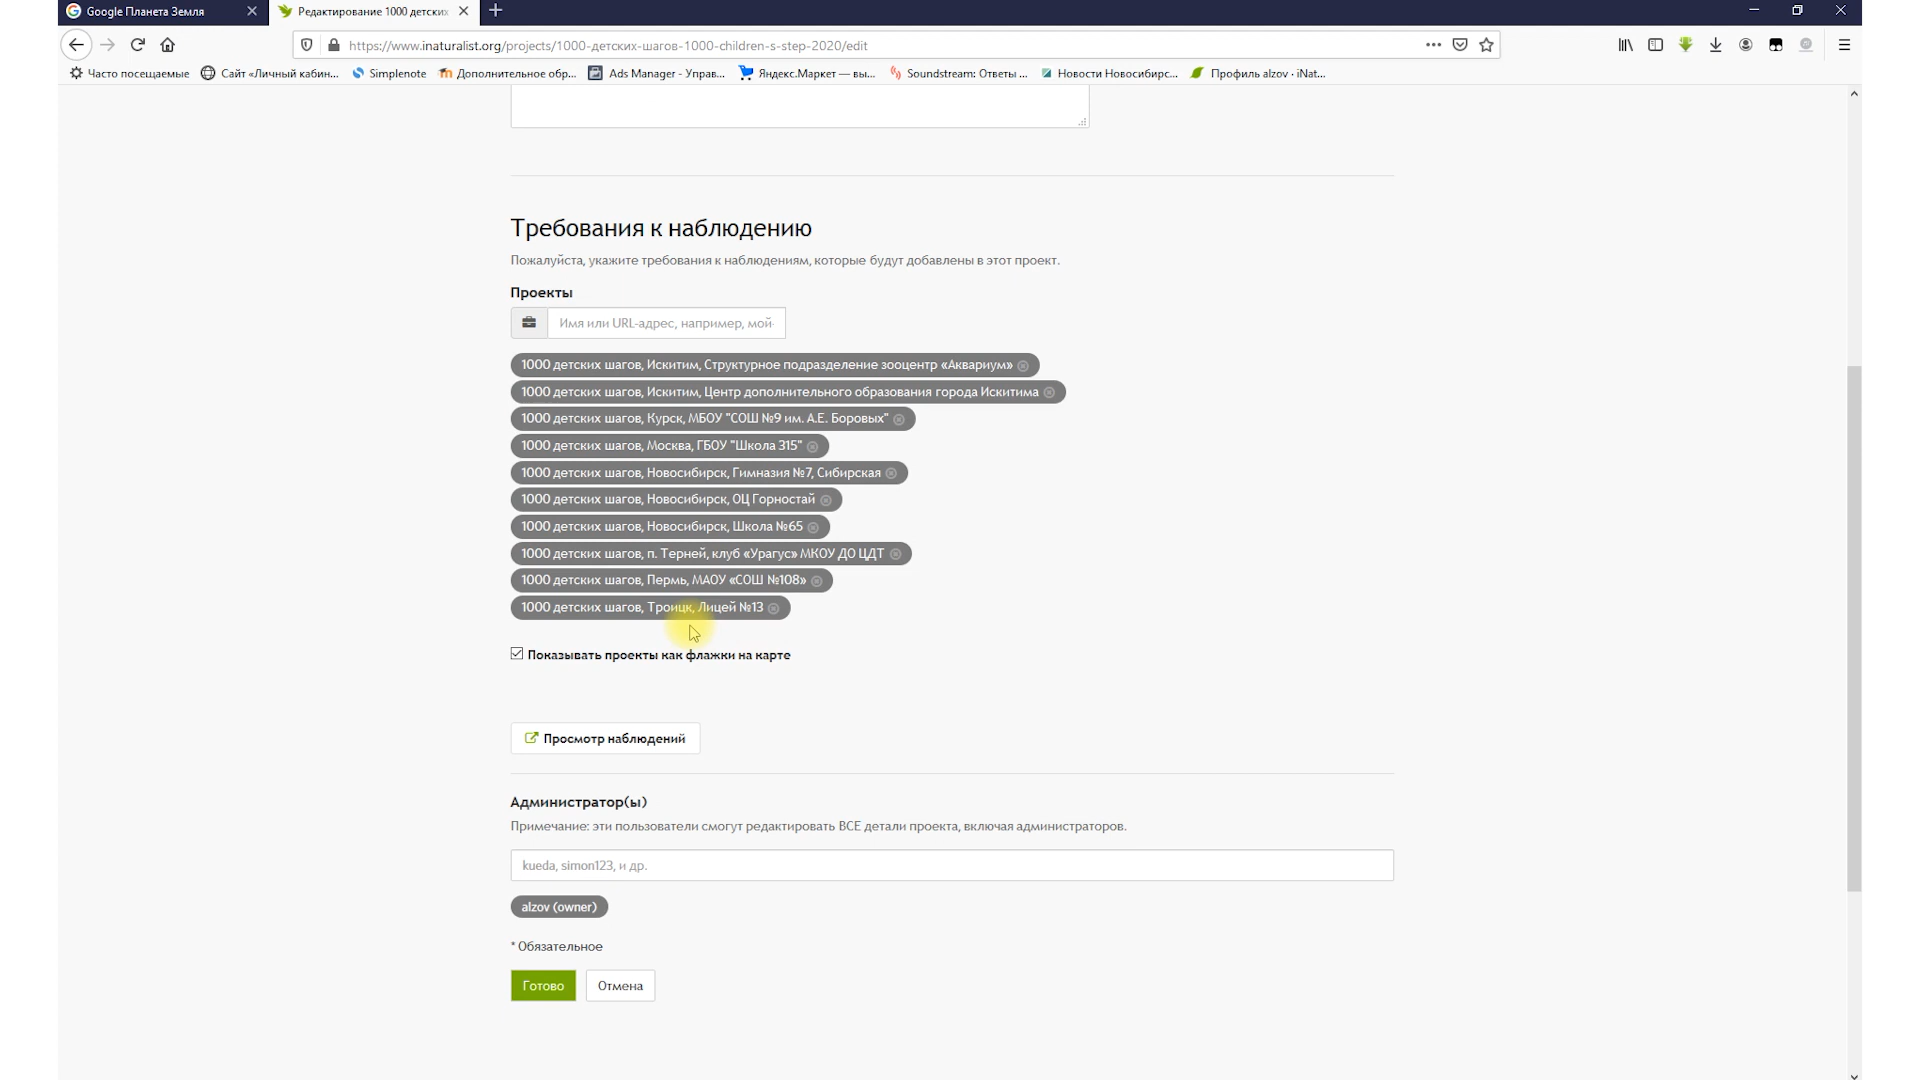 Google Планета Земля
Редактирование 1000 детских
https://www.inaturalist.org/projects/1000-детских-шагов-1000-children-s-step-2020/edit
Часто посещаемые
Сайт «Личный кабин...
Simplenote
Дополнительное обр...
Ads Manager - Управ...
Яндекс.Маркет — вы...
Soundstream: Ответы ...
Новости Новосибирс...
Профиль alzov · iNat...
Требования к наблюдению
Пожалуйста, укажите требования к наблюдениям, которые будут добавлены в этот проект.
Проекты
Имя или URL-адрес, например, мой-
1000 детских шагов, Искитим, Структурное подразделение зооцентр «Аквариум»
1000 детских шагов, Искитим, Центр дополнительного образования города Искитима
1000 детских шагов, Курск, МБОУ "СОШ №9 им. А.Е. Боровых"
1000 детских шагов, Москва, ГБОУ "Школа 315"
1000 детских шагов, Новосибирск, Гимназия №7, Сибирская
1000 детских шагов, Новосибирск, ОЦ Горностай
1000 детских шагов, Новосибирск, Школа №65
1000 детских шагов, п. Терней, клуб «Урагус» МКОУ ДО ЦДТ
1000 детских шагов, Пермь, МАОУ «СОШ №108»
1000 детских шагов, Троицк, Лицей №13
Показывать проекты как флажки на карте
Просмотр наблюдений
Администратор(ы)
Примечание: эти пользователи смогут редактировать ВСЕ детали проекта, включая администраторов.
kueda, simon123, и др.
alzov (owner)
* Обязательное
Готово
Отмена